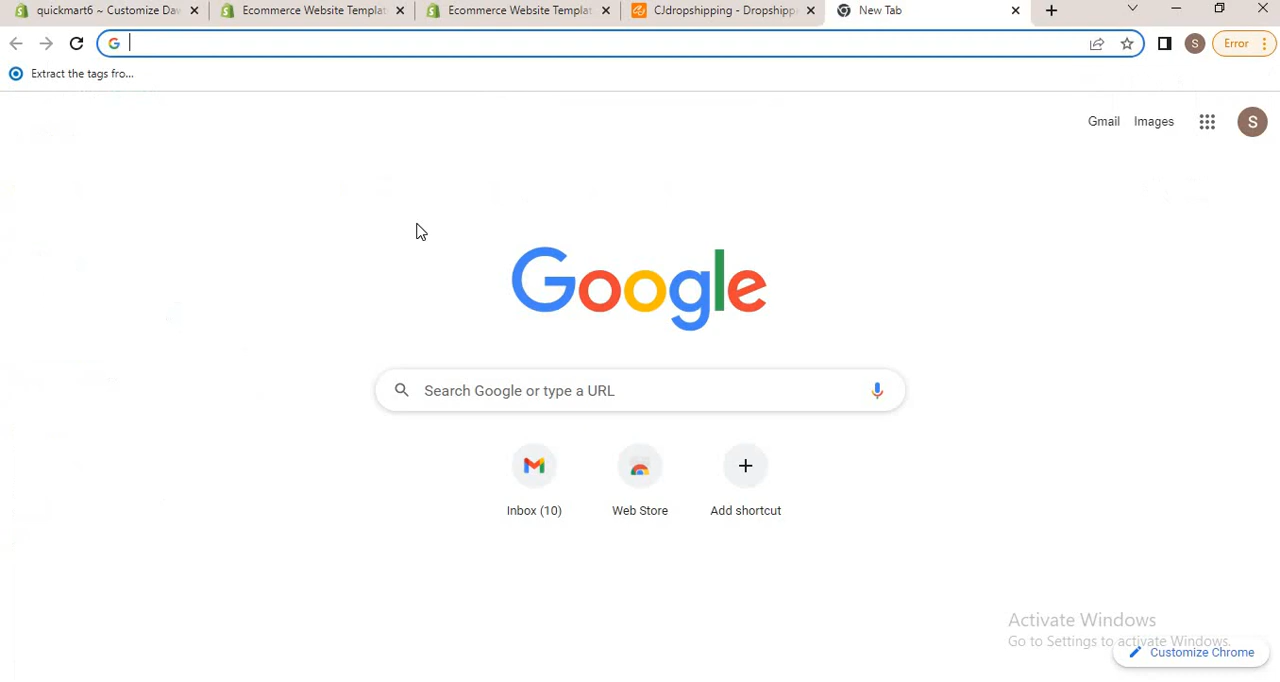 quickmart6 ~ Customize Daw
Ecommerce Website Templat
Ecommerce Website Templat
CJdropshipping - Dropshippi
New Tab
S
Error
Extract the tags fro...
Gmail
Images
S
Google
Search Google or type a URL
Inbox (10)
Web Store
Add shortcut
Activate Windows
Go to Settings to activate Windows.
Customize Chrome